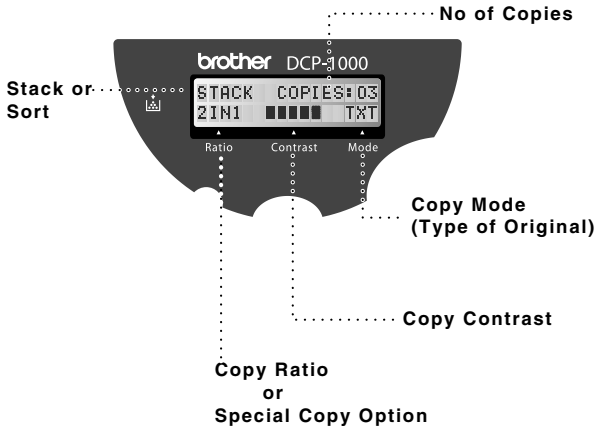 No of Copies
brother DCP-1000
Stack or
Sort
STACK COPIES:03
2IN1 TXT
Ratio Contrast Mode
Copy Mode
(Type of Original)
Copy Contrast
Copy Ratio
or
Special Copy Option